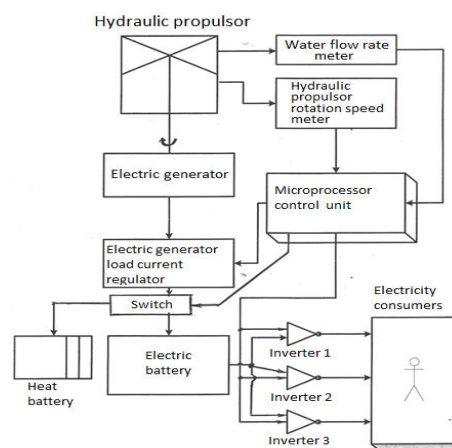 Hydraulic propulsor
Water flow rate
meter
Hydraulic
propulsor
rotation speed
meter
Electric generator
Microprocessor
control unit
Electric generator
load current
regulator
Switch
Electricity
consumers
Heat
battery
Electric
battery
Inverter 1
Inverter 2
Inverter 3